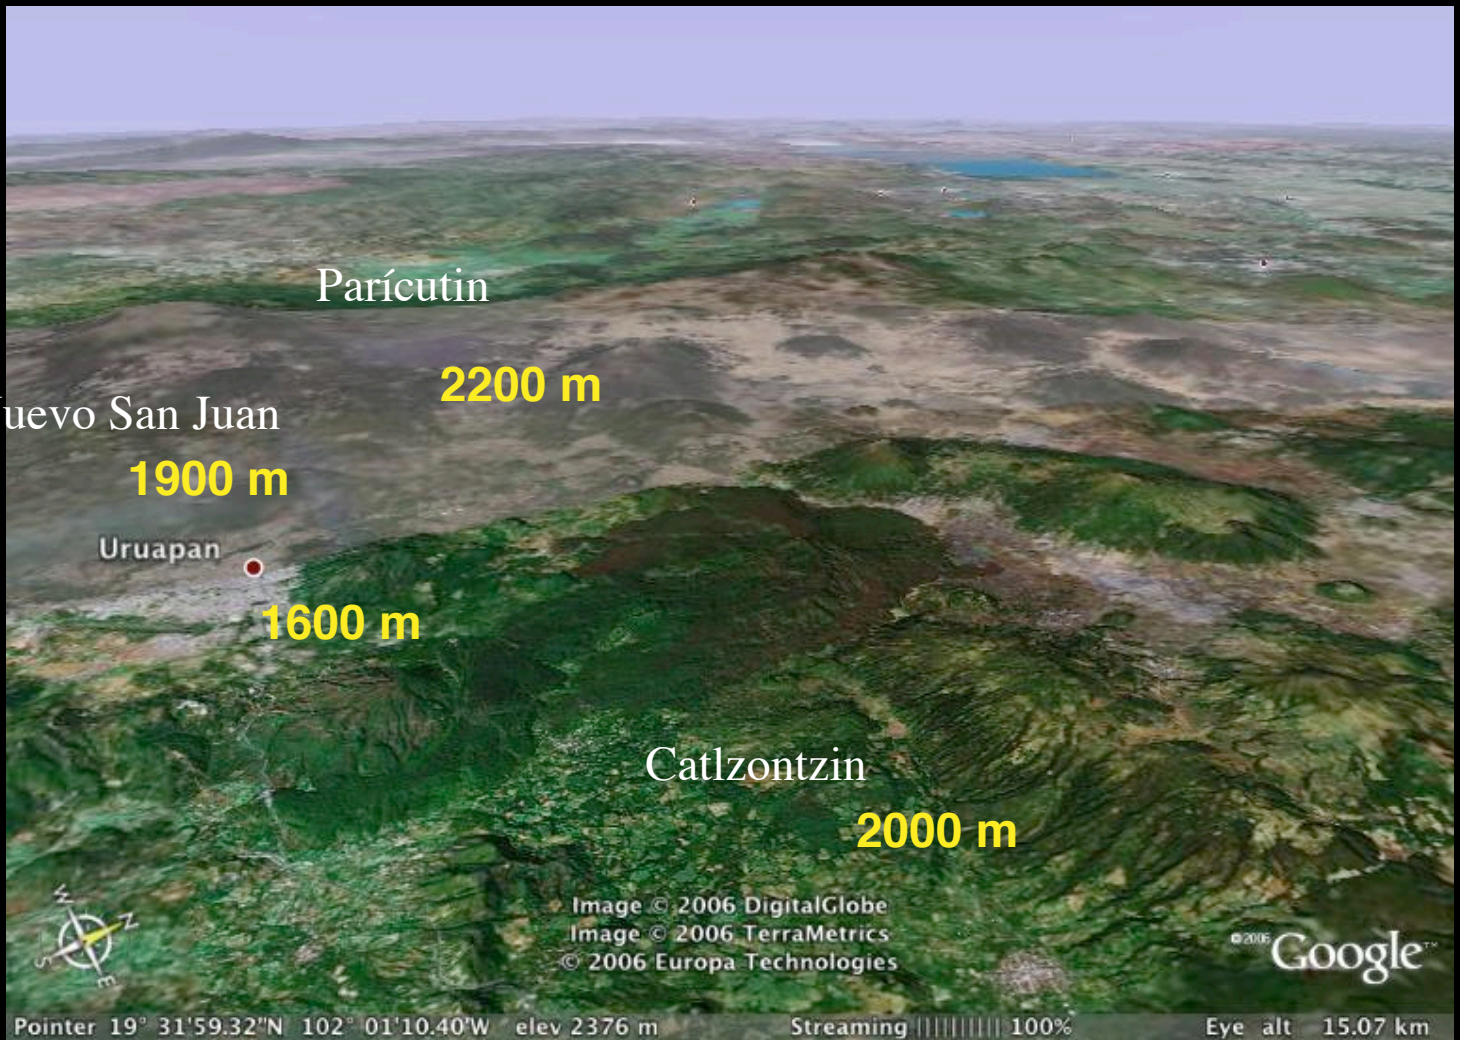 Parícutin
2200 m
uevo San Juan
1900 m
Uruapan
1600 m
Catlzontzin
2000 m
W N
S E
Image © 2006 DigitalGlobe
Image © 2006 TerraMetrics
© 2006 Europa Technologies
©2006 Google™
Pointer 19° 31'59.32"N 102° 01'10.40"W elev 2376 m Streaming |||||||||| 100% Eye alt 15.07 km